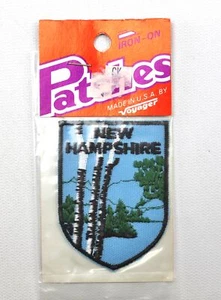 IRON-ON
Patches
MADE IN U.S.A. BY
Voyager
NEW
HAMPSHIRE